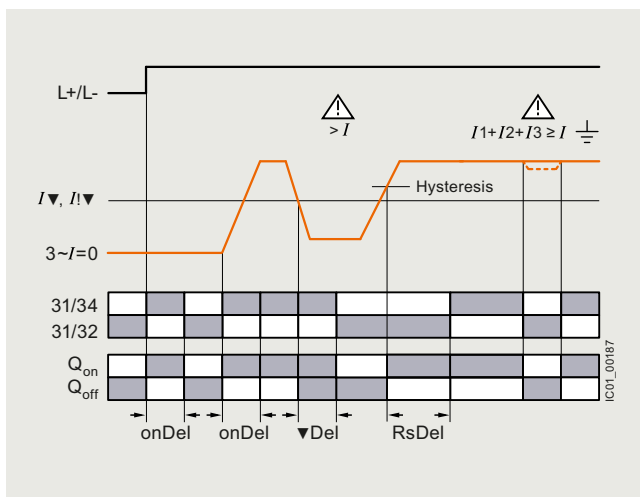 L+/L-
> I
I1+I2+I3 ≥ I
I▼, I!▼
Hysteresis
3~I=0
31/34
31/32
Qon
Qoff
IC01_00187
onDel
onDel
▼Del
RsDel